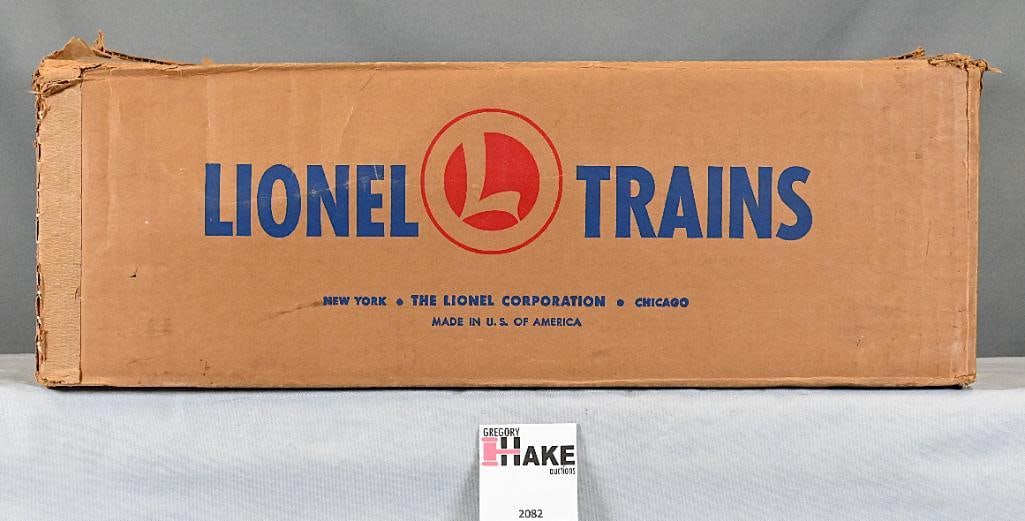 LIONEL L TRAINS
NEW YORK • THE LIONEL CORPORATION • CHICAGO
MADE IN U. S. OF AMERICA
GREGORY
HAKE
auctions
2082